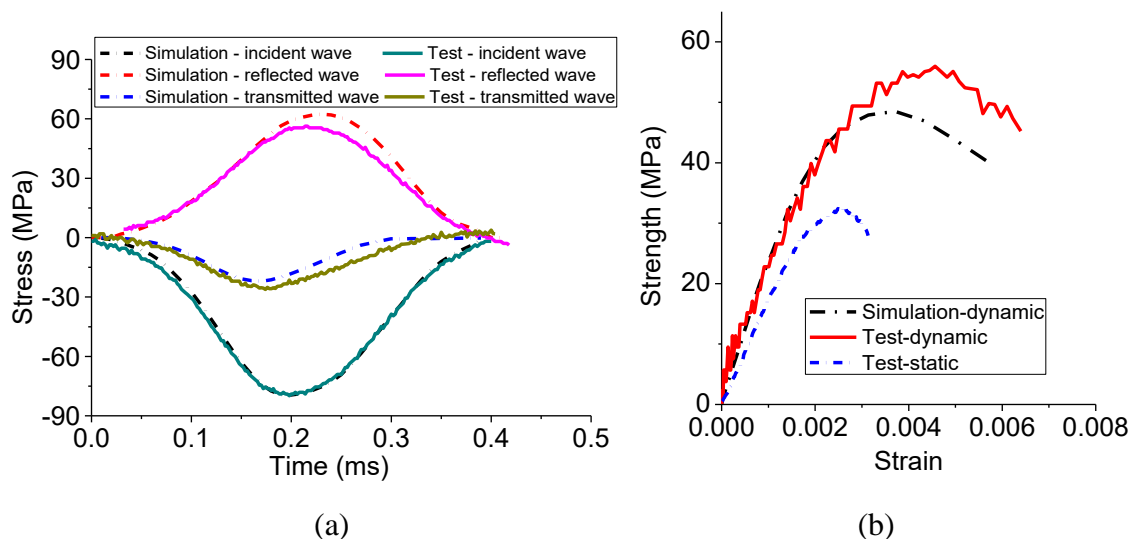 90
60
30
0
-30
-60
-90
Stress (MPa)
Simulation - incident wave Test - incident wave
Simulation - reflected wave Test - reflected wave
Simulation - transmitted wave Test - transmitted wave
0.0 0.1 0.2 0.3 0.4 0.5
Time (ms)
(a)
60
40
20
0
Strength (MPa)
Simulation-dynamic
Test-dynamic
Test-static
0.000 0.002 0.004 0.006 0.008
Strain
(b)